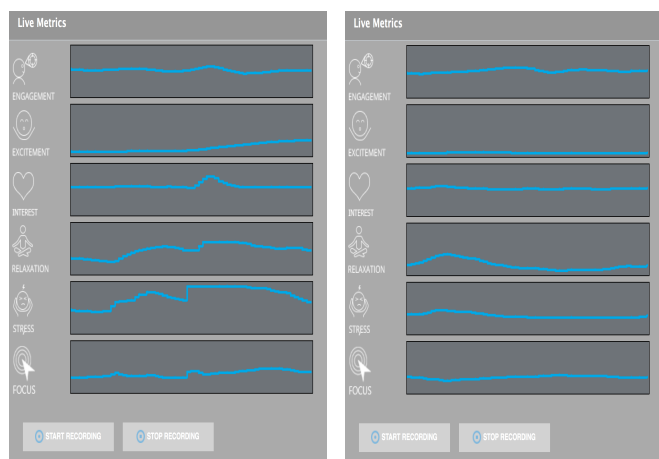 Live Metrics
ENGAGEMENT
EXCITEMENT
INTEREST
RELAXATION
STRESS
FOCUS
START RECORDING
STOP RECORDING
Live Metrics
ENGAGEMENT
EXCITEMENT
INTEREST
RELAXATION
STRESS
FOCUS
START RECORDING
STOP RECORDING